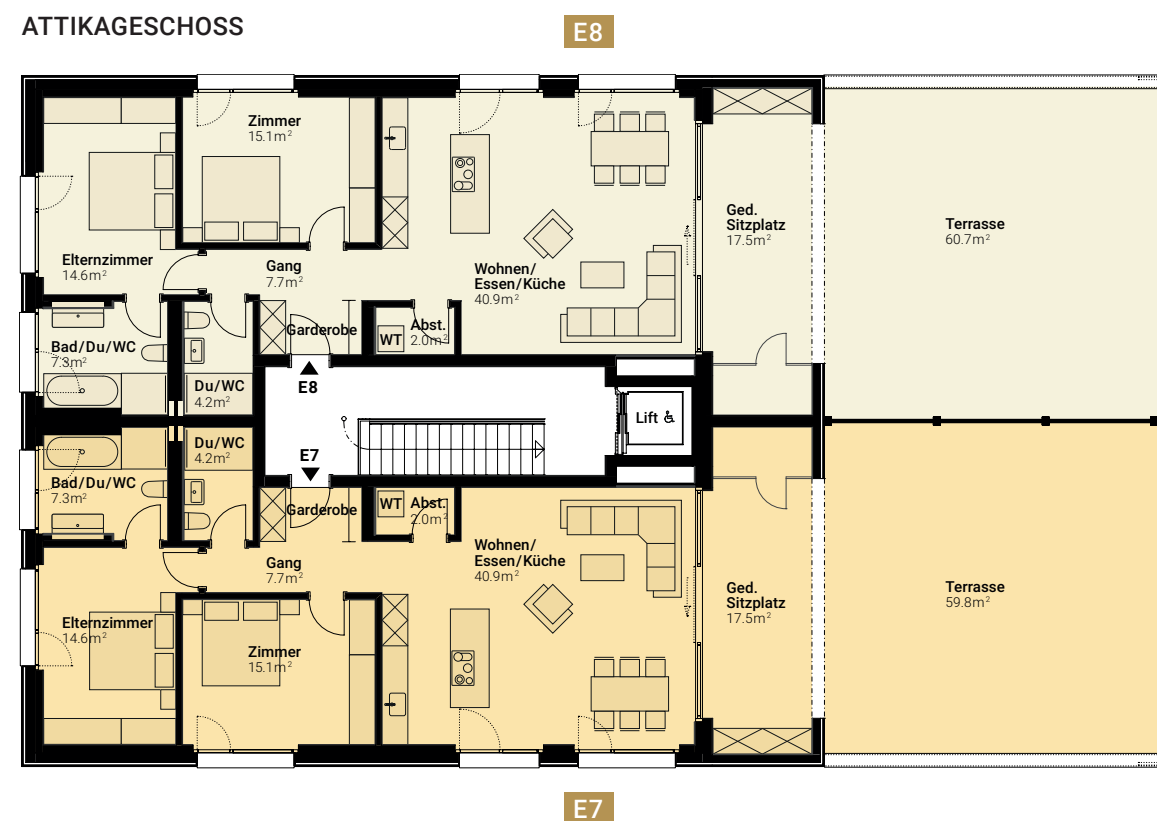 ATTIKAGESCHOSS
E8
Zimmer
15.1m²
Elternzimmer
14.6m²
Gang
7.7m²
Wohnen/
Essen/Küche
40.9m²
Ged.
Sitzplatz
17.5m²
Terrasse
60.7m²
Bad/Du/WC
7.3m²
Du/WC
4.2m²
Garderobe
WT
Abst.
2.0m²
E8
Lift
E7
Du/WC
4.2m²
Bad/Du/WC
7.3m²
Garderobe
WT
Abst.
2.0m²
Gang
7.7m²
Wohnen/
Essen/Küche
40.9m²
Elternzimmer
14.6m²
Zimmer
15.1m²
Ged.
Sitzplatz
17.5m²
Terrasse
59.8m²
E7